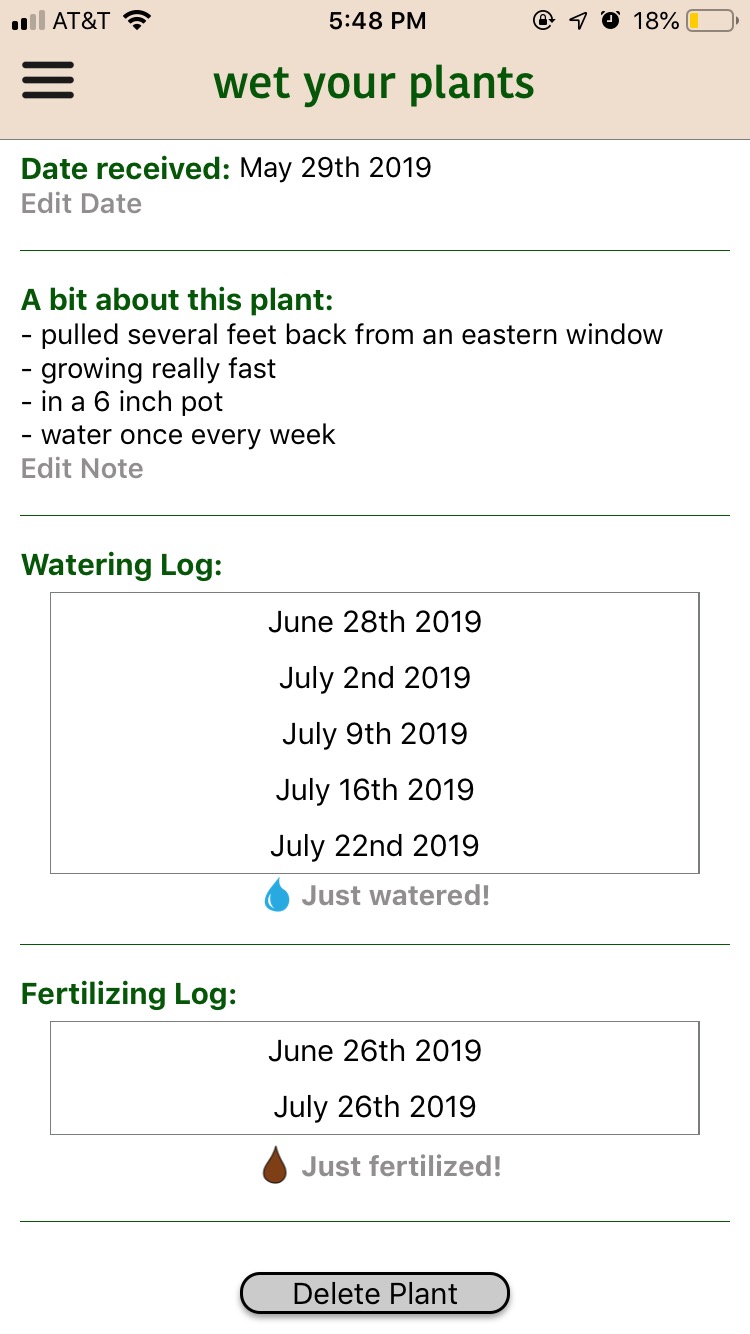 AT&T 5:48 PM 18%
wet your plants
Date received: May 29th 2019
Edit Date
A bit about this plant:
- pulled several feet back from an eastern window
- growing really fast
- in a 6 inch pot
- water once every week
Edit Note
Watering Log:
June 28th 2019
July 2nd 2019
July 9th 2019
July 16th 2019
July 22nd 2019
Just watered!
Fertilizing Log:
June 26th 2019
July 26th 2019
Just fertilized!
Delete Plant